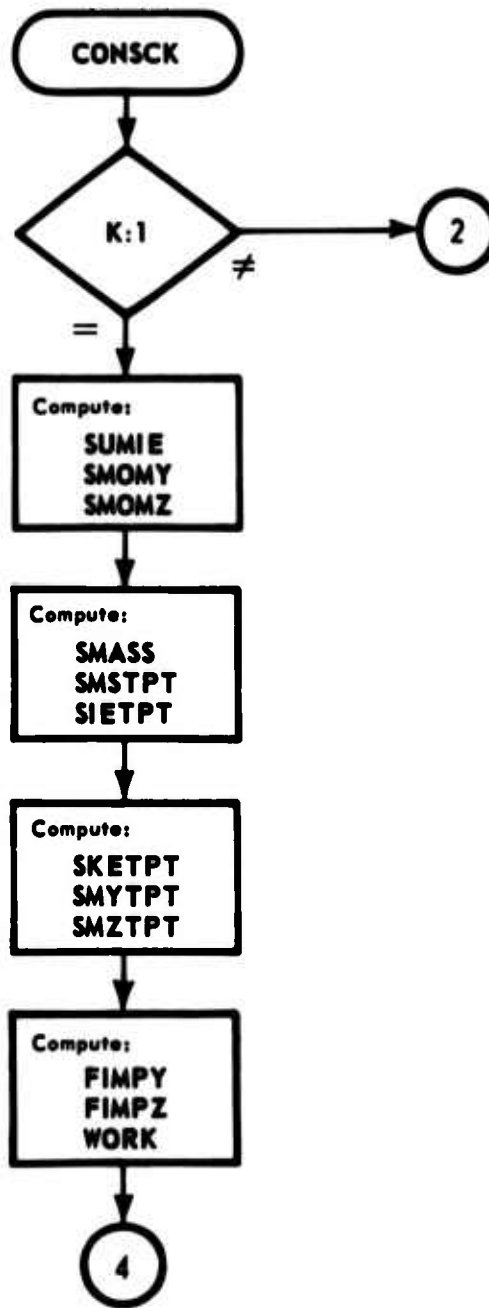 CONSCK
K:1
2
≠
=
Compute:
SUMIE
SMOMY
SMOMZ
Compute:
SMASS
SMSTPT
SIETPT
Compute:
SKETPT
SMYTPT
SMZTPT
Compute:
FIMPY
FIMPZ
WORK
4